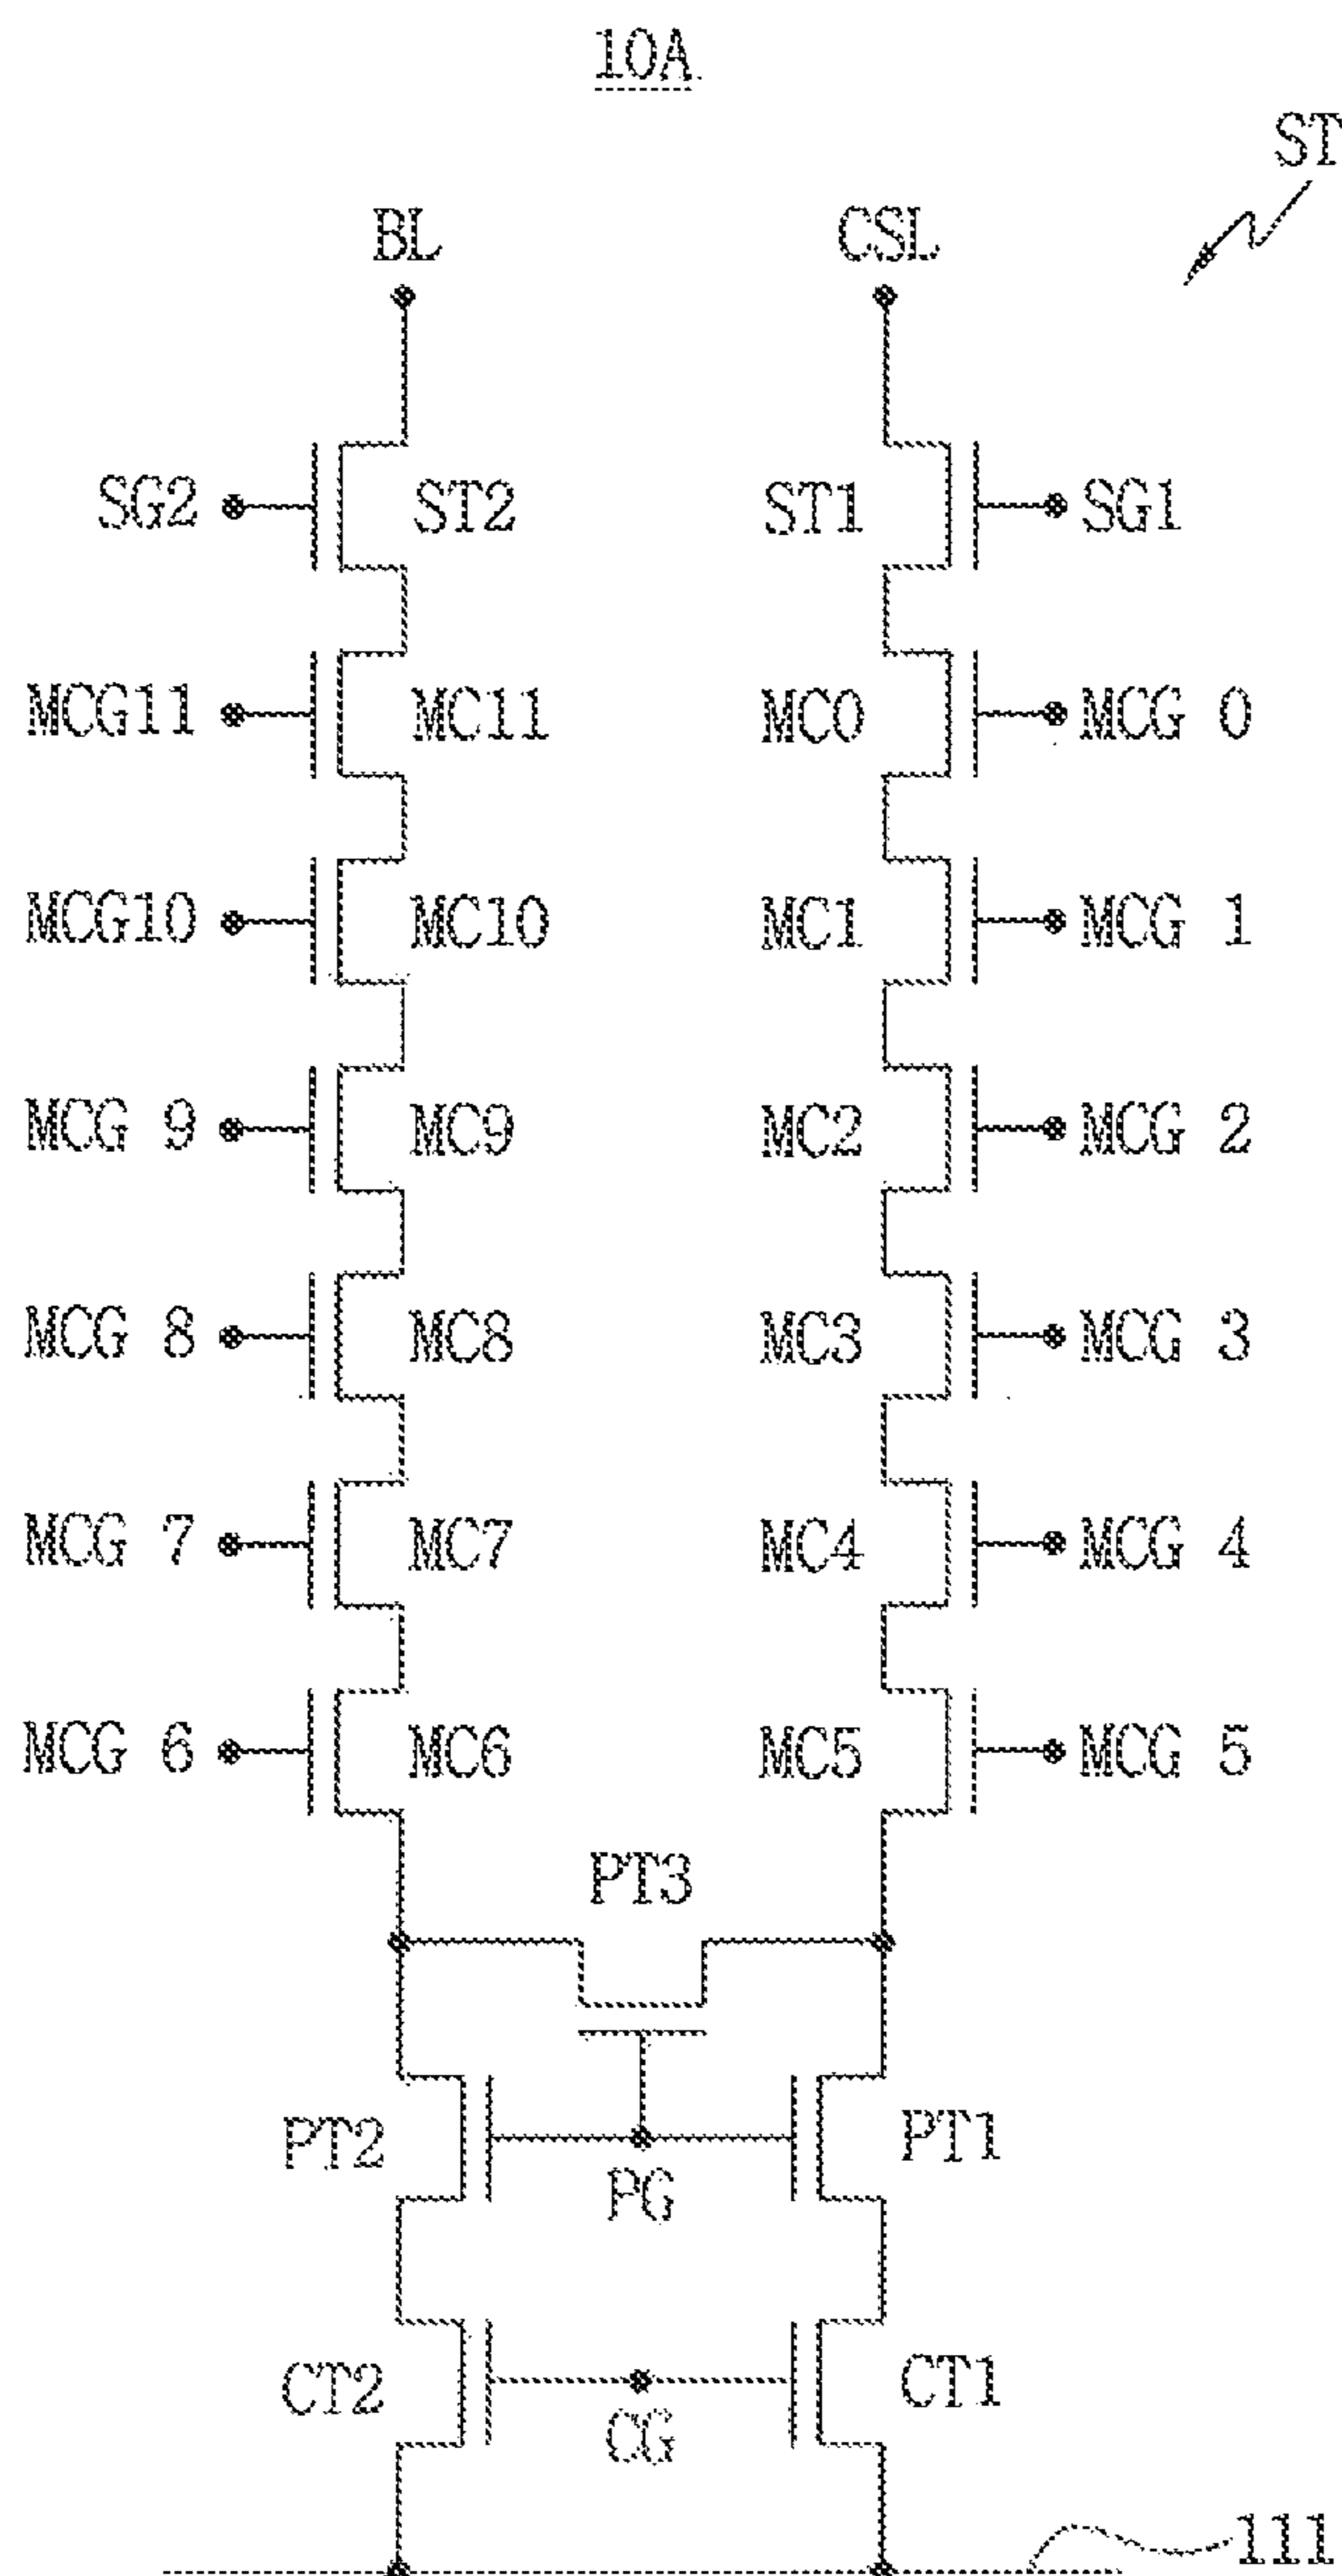 10A
ST
BL CSL
SG2 ST2 ST1 SG1
MCG11 MC11 MC0 MCG 0
MCG10 MC10 MC1 MCG 1
MCG 9 MC9 MC2 MCG 2
MCG 8 MC8 MC3 MCG 3
MCG 7 MC7 MC4 MCG 4
MCG 6 MC6 MC5 MCG 5
PT3
PT2 PG PT1
CT2 CG CT1
111